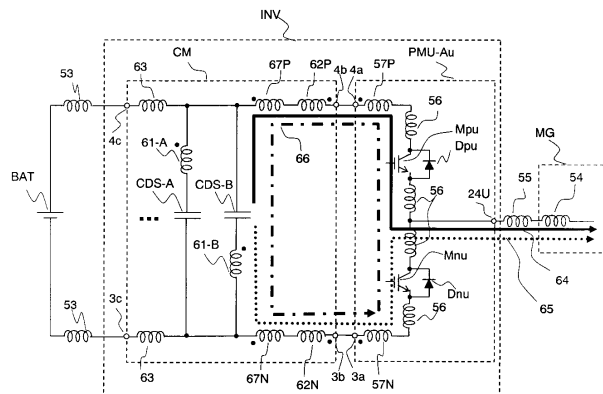 INV
CM
PMU-Au
53
63
67P
62P
4b
4a
57P
4c
56
61-A
66
Mpu
Dpu
MG
BAT
CDS-A
CDS-B
24U
55
54
56
56
61-B
Mnu
64
Dnu
65
53
3c
56
63
67N
62N
3b
3a
57N